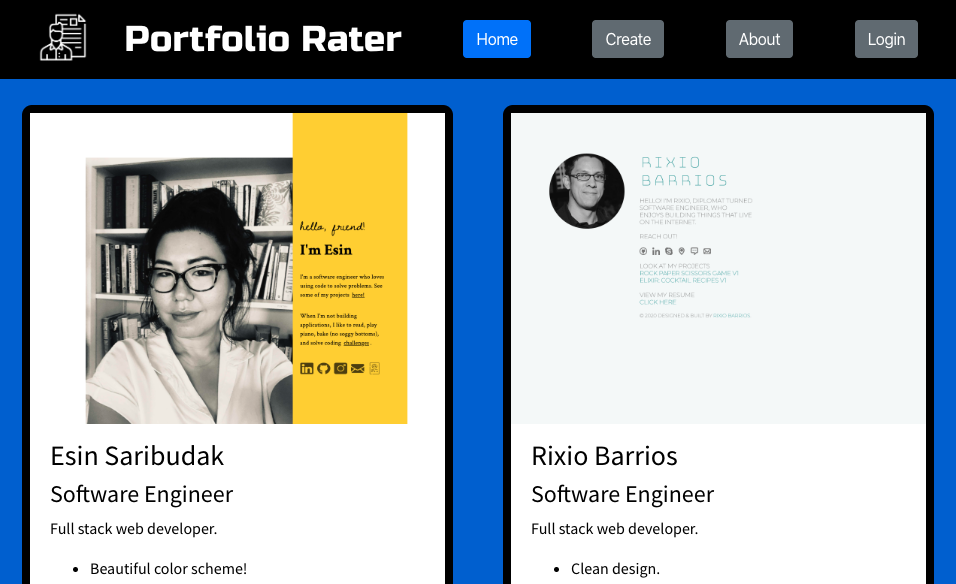 Portfolio Rater
Home
Create
About
Login
hello, friend!
I'm Esin
I'm a software engineer who loves
using code to solve problems. See
some of my projects here!
When I'm not building
applications, I like to read, play
piano, bake (no soggy bottoms),
and solve coding challenges.
Esin Saribudak
Software Engineer
Full stack web developer.
• Beautiful color scheme!
RIXIO
BARRIOS
HELLO! I'M RIXIO, DIPLOMAT TURNED
SOFTWARE ENGINEER, WHO
ENJOYS BUILDING THINGS THAT LIVE
ON THE INTERNET.
REACH OUT!
LOOK AT MY PROJECTS
ROCK PAPER SCISSORS GAME V1
ELIXIR: COCKTAIL RECIPES V1
VIEW MY RESUME
CLICK HERE
© 2020 DESIGNED & BUILT BY RIXIO BARRIOS
Rixio Barrios
Software Engineer
Full stack web developer.
• Clean design.